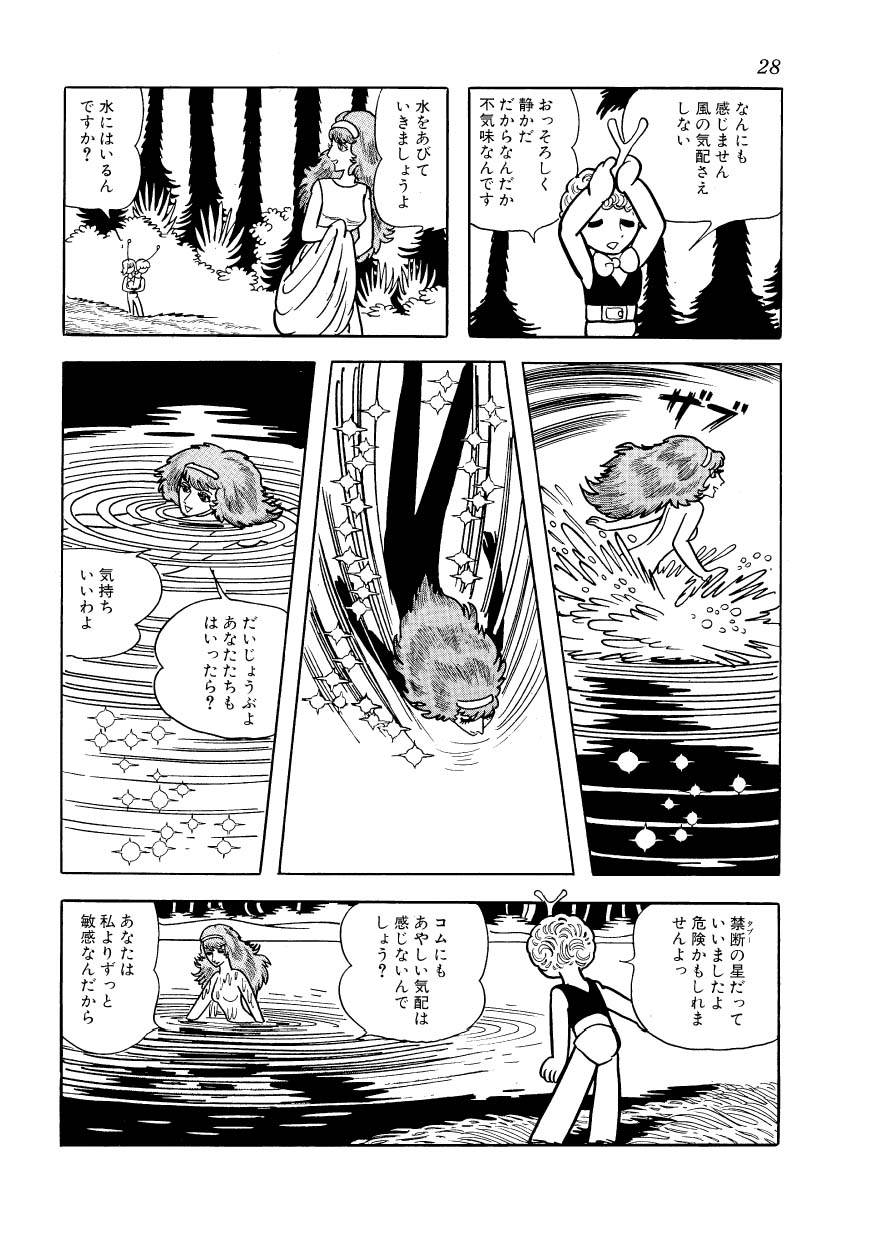 28
なんにも
感じません
風の気配さえ
しない
おっそろしく
静かだ
だからなんだか
不気味なんです
水をあびて
いきましょうよ
水にはいるん
ですか？
ザブ
だいじょうぶよ
あなたたちも
はいったら？
気持ち
いいわよ
禁断の星だって
タブー
いいましたよ
危険かもしれま
せんよっ
コムにも
あやしい気配は
感じないんで
しょう？
あなたは
私よりずっと
敏感なんだから